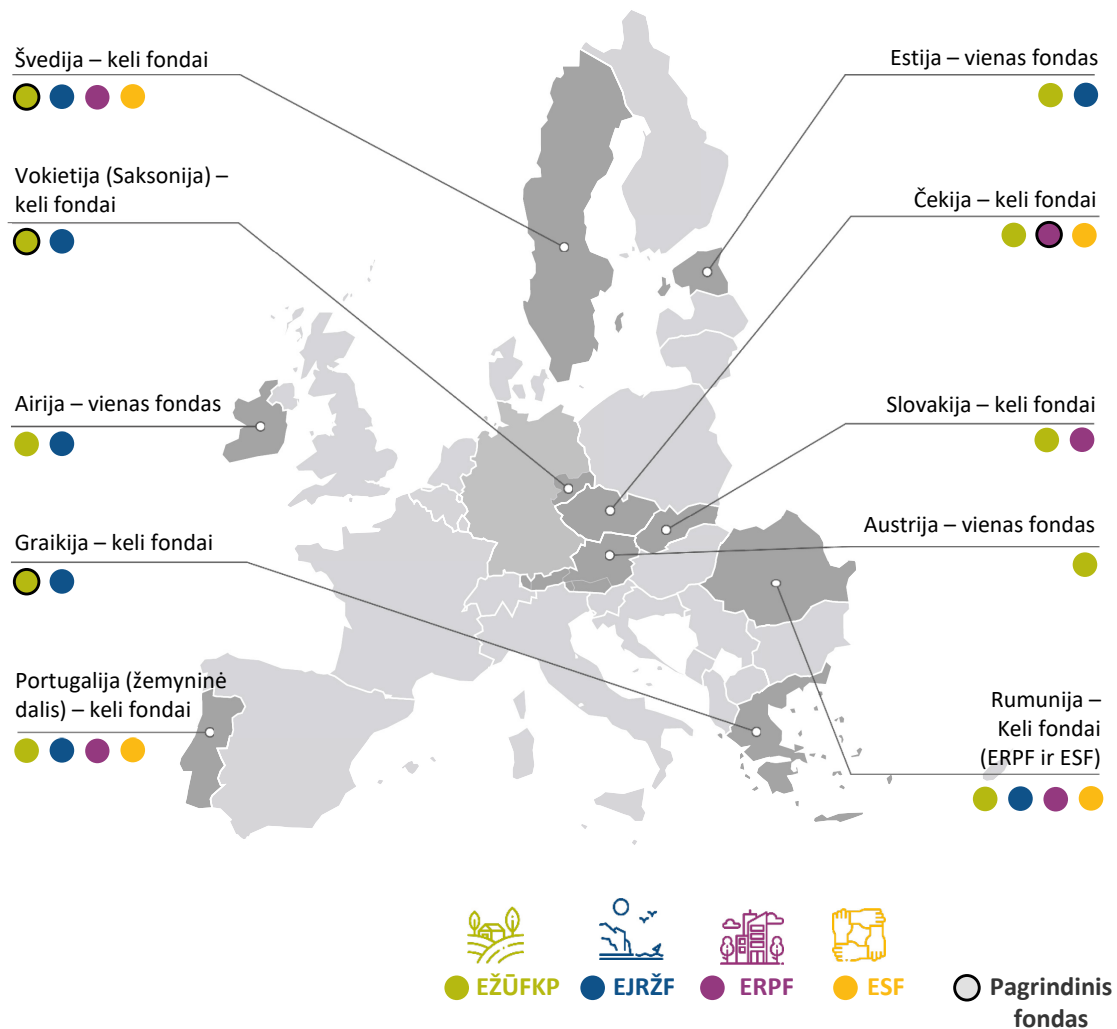 Švedija – keli fondai
Vokietija (Saksonija) –
keli fondai
Airija – vienas fondas
Graikija – keli fondai
Portugalija (žemyninė
dalis) – keli fondai
Estija – vienas fondas
Čekija – keli fondai
Slovakija – keli fondai
Austrija – vienas fondas
Rumunija –
Keli fondai
(ERPF ir ESF)
EŽŪFKP
EJRŽF
ERPF
ESF
Pagrindinis
fondas